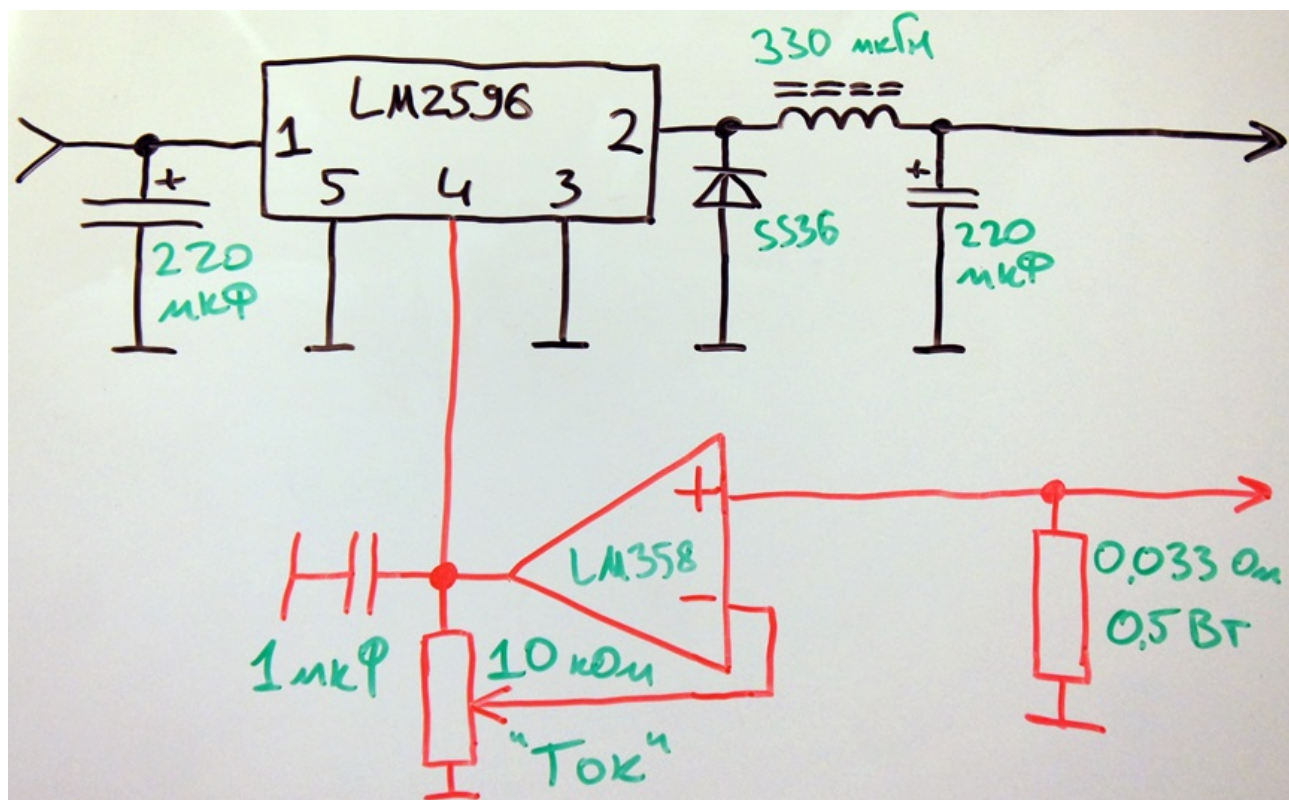 330 мкГн
LM2596
1
2
5
4
3
+
+
220
мкФ
SS36
220
мкФ
+
LM358
−
0,033 Ом
0,5 Вт
1 мкФ
10 кОм
"Ток"